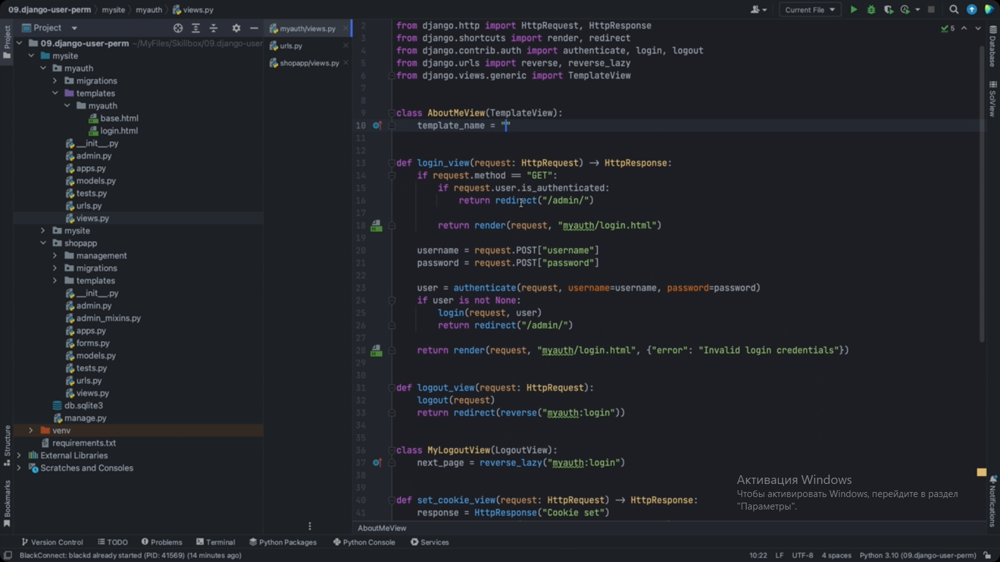 09.django-user-perm mysite myauth views.py
Current File
Project
myauth/views.py
urls.py
shopapp/views.py
Project
09.django-user-perm ~/MyFiles/Skillbox/09.django-user
mysite
myauth
migrations
templates
myauth
base.html
login.html
__init__.py
admin.py
apps.py
models.py
tests.py
urls.py
views.py
mysite
shopapp
management
migrations
templates
__init__.py
admin.py
admin_mixins.py
apps.py
forms.py
models.py
tests.py
urls.py
views.py
db.sqlite3
manage.py
venv
requirements.txt
External Libraries
Scratches and Consoles
Structure
Bookmarks
2 from django.http import HttpRequest, HttpResponse
3 from django.shortcuts import render, redirect
4 from django.contrib.auth import authenticate, login, logout
5 from django.urls import reverse, reverse_lazy
6 from django.views.generic import TemplateView
7
8
9 class AboutMeView(TemplateView):
10 template_name = ""
11
12
13 def login_view(request: HttpRequest) → HttpResponse:
14 if request.method == "GET":
15 if request.user.is_authenticated:
16 return redirect("/admin/")
17
18 return render(request, "myauth/login.html")
19
20 username = request.POST["username"]
21 password = request.POST["password"]
22
23 user = authenticate(request, username=username, password=password)
24 if user is not None:
25 login(request, user)
26 return redirect("/admin/")
27
28 return render(request, "myauth/login.html", {"error": "Invalid login credentials"})
29
30
31 def logout_view(request: HttpRequest):
32 logout(request)
33 return redirect(reverse("myauth:login"))
34
35
36 class MyLogoutView(LogoutView):
37 next_page = reverse_lazy("myauth:login")
38
39
40 def set_cookie_view(request: HttpRequest) → HttpResponse:
41 response = HttpResponse("Cookie set")
5
Database
SciView
Notifications
Активация Windows
Чтобы активировать Windows, перейдите в раздел
"Параметры".
AboutMeView
Version Control TODO Problems Terminal Python Packages Python Console Services
BlackConnect: blackd already started (PID: 41569) (14 minutes ago)
10:22 LF UTF-8 4 spaces Python 3.10 (09.django-user-perm)